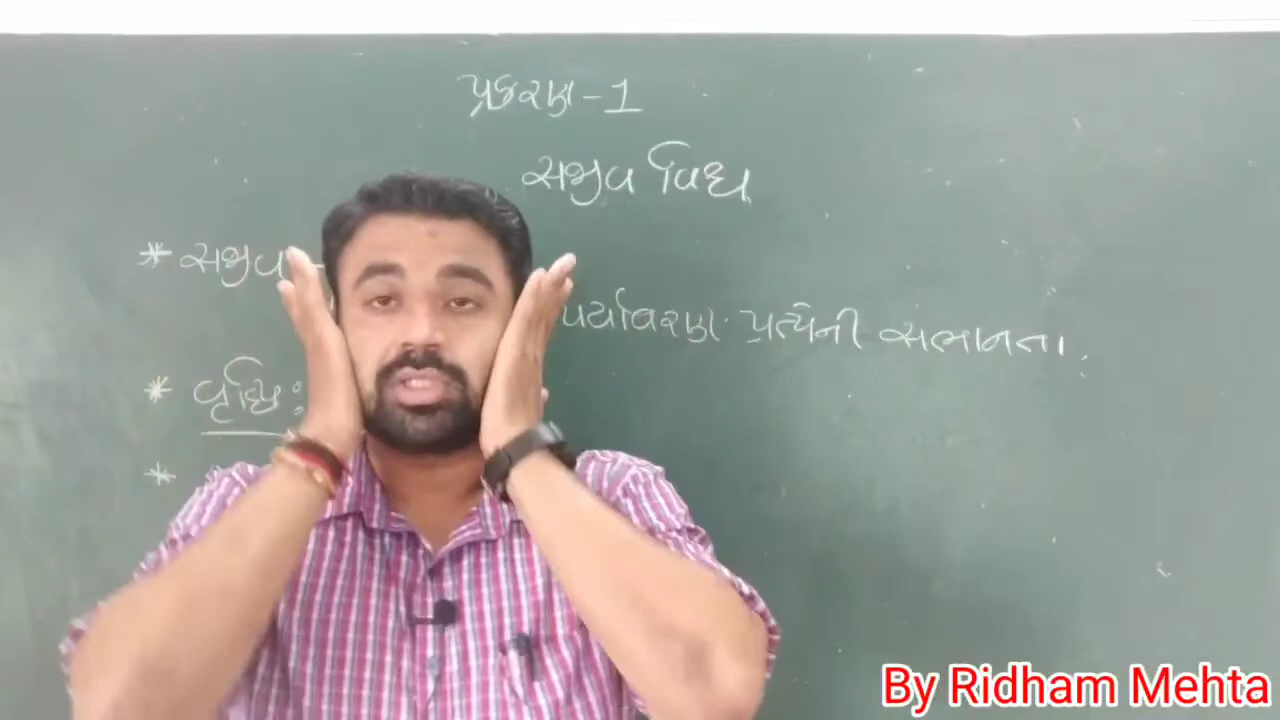 પ્રકરણ - 1
સજીવ વિશ્વ
* સજીવ -
પર્યાવરણ પ્રત્યેની સભાનતા.
* વૃદ્ધિ :
*
By Ridham Mehta